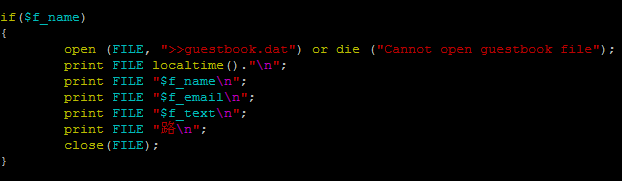 if($f_name)
{
open (FILE, ">>guestbook.dat") or die ("Cannot open guestbook file");
print FILE localtime()."\n";
print FILE "$f_name\n";
print FILE "$f_email\n";
print FILE "$f_text\n";
print FILE "路\n";
close(FILE);
}